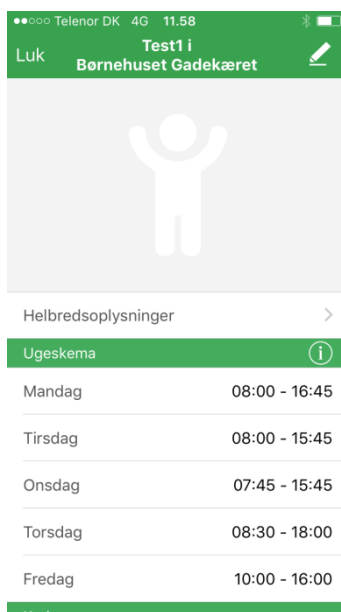 Telenor DK 4G 11.58
Luk
Test1 i
Børnehuset Gadekæret
Helbredsoplysninger
Ugeskema
Mandag 08:00 - 16:45
Tirsdag 08:00 - 15:45
Onsdag 07:45 - 15:45
Torsdag 08:30 - 18:00
Fredag 10:00 - 16:00